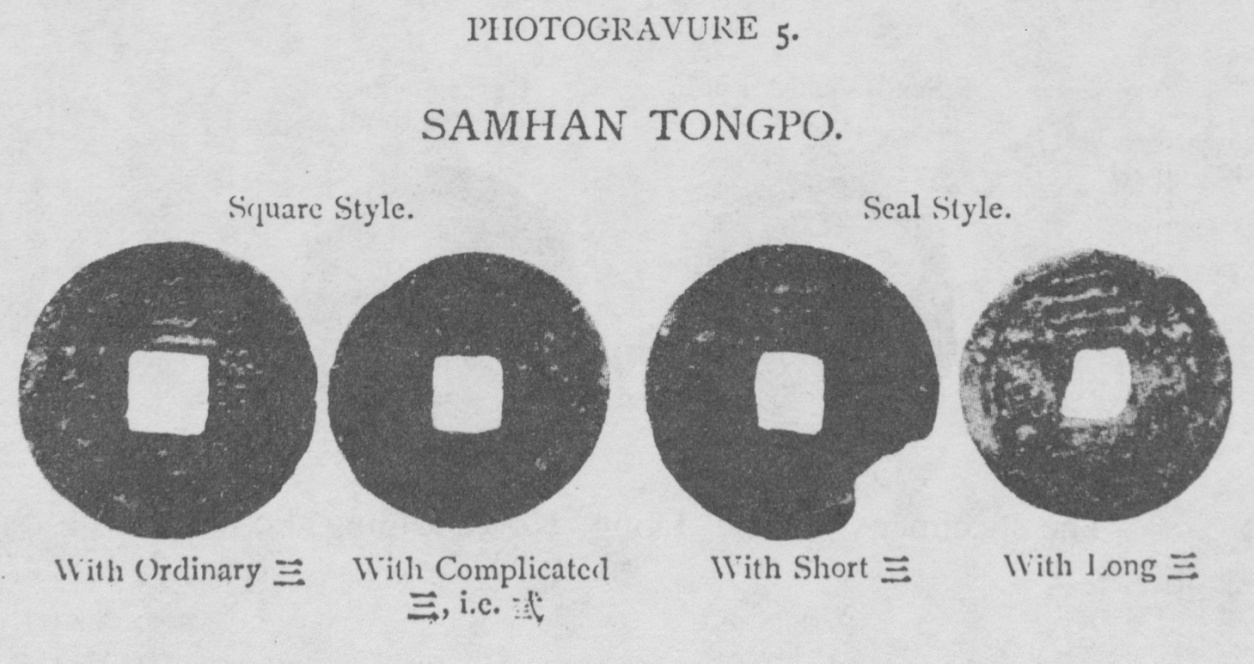 PHOTOGRAVURE 5.
SAMHAN TONGPO.
Square Style.
Seal Style.
With Ordinary 三
With Complicated
三, i.e.
With Short 三
With Long 三